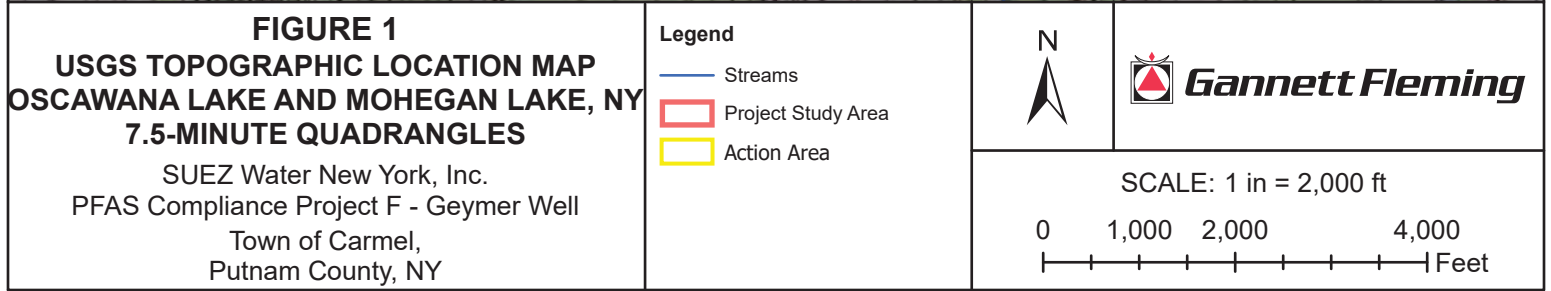 FIGURE 1
USGS TOPOGRAPHIC LOCATION MAP
OSCAWANA LAKE AND MOHEGAN LAKE, NY
7.5-MINUTE QUADRANGLES
SUEZ Water New York, Inc.
PFAS Compliance Project F - Geymer Well
Town of Carmel,
Putnam County, NY
Legend
Streams
Project Study Area
Action Area
N
Gannett Fleming
SCALE: 1 in = 2,000 ft
0 1,000 2,000 4,000
Feet